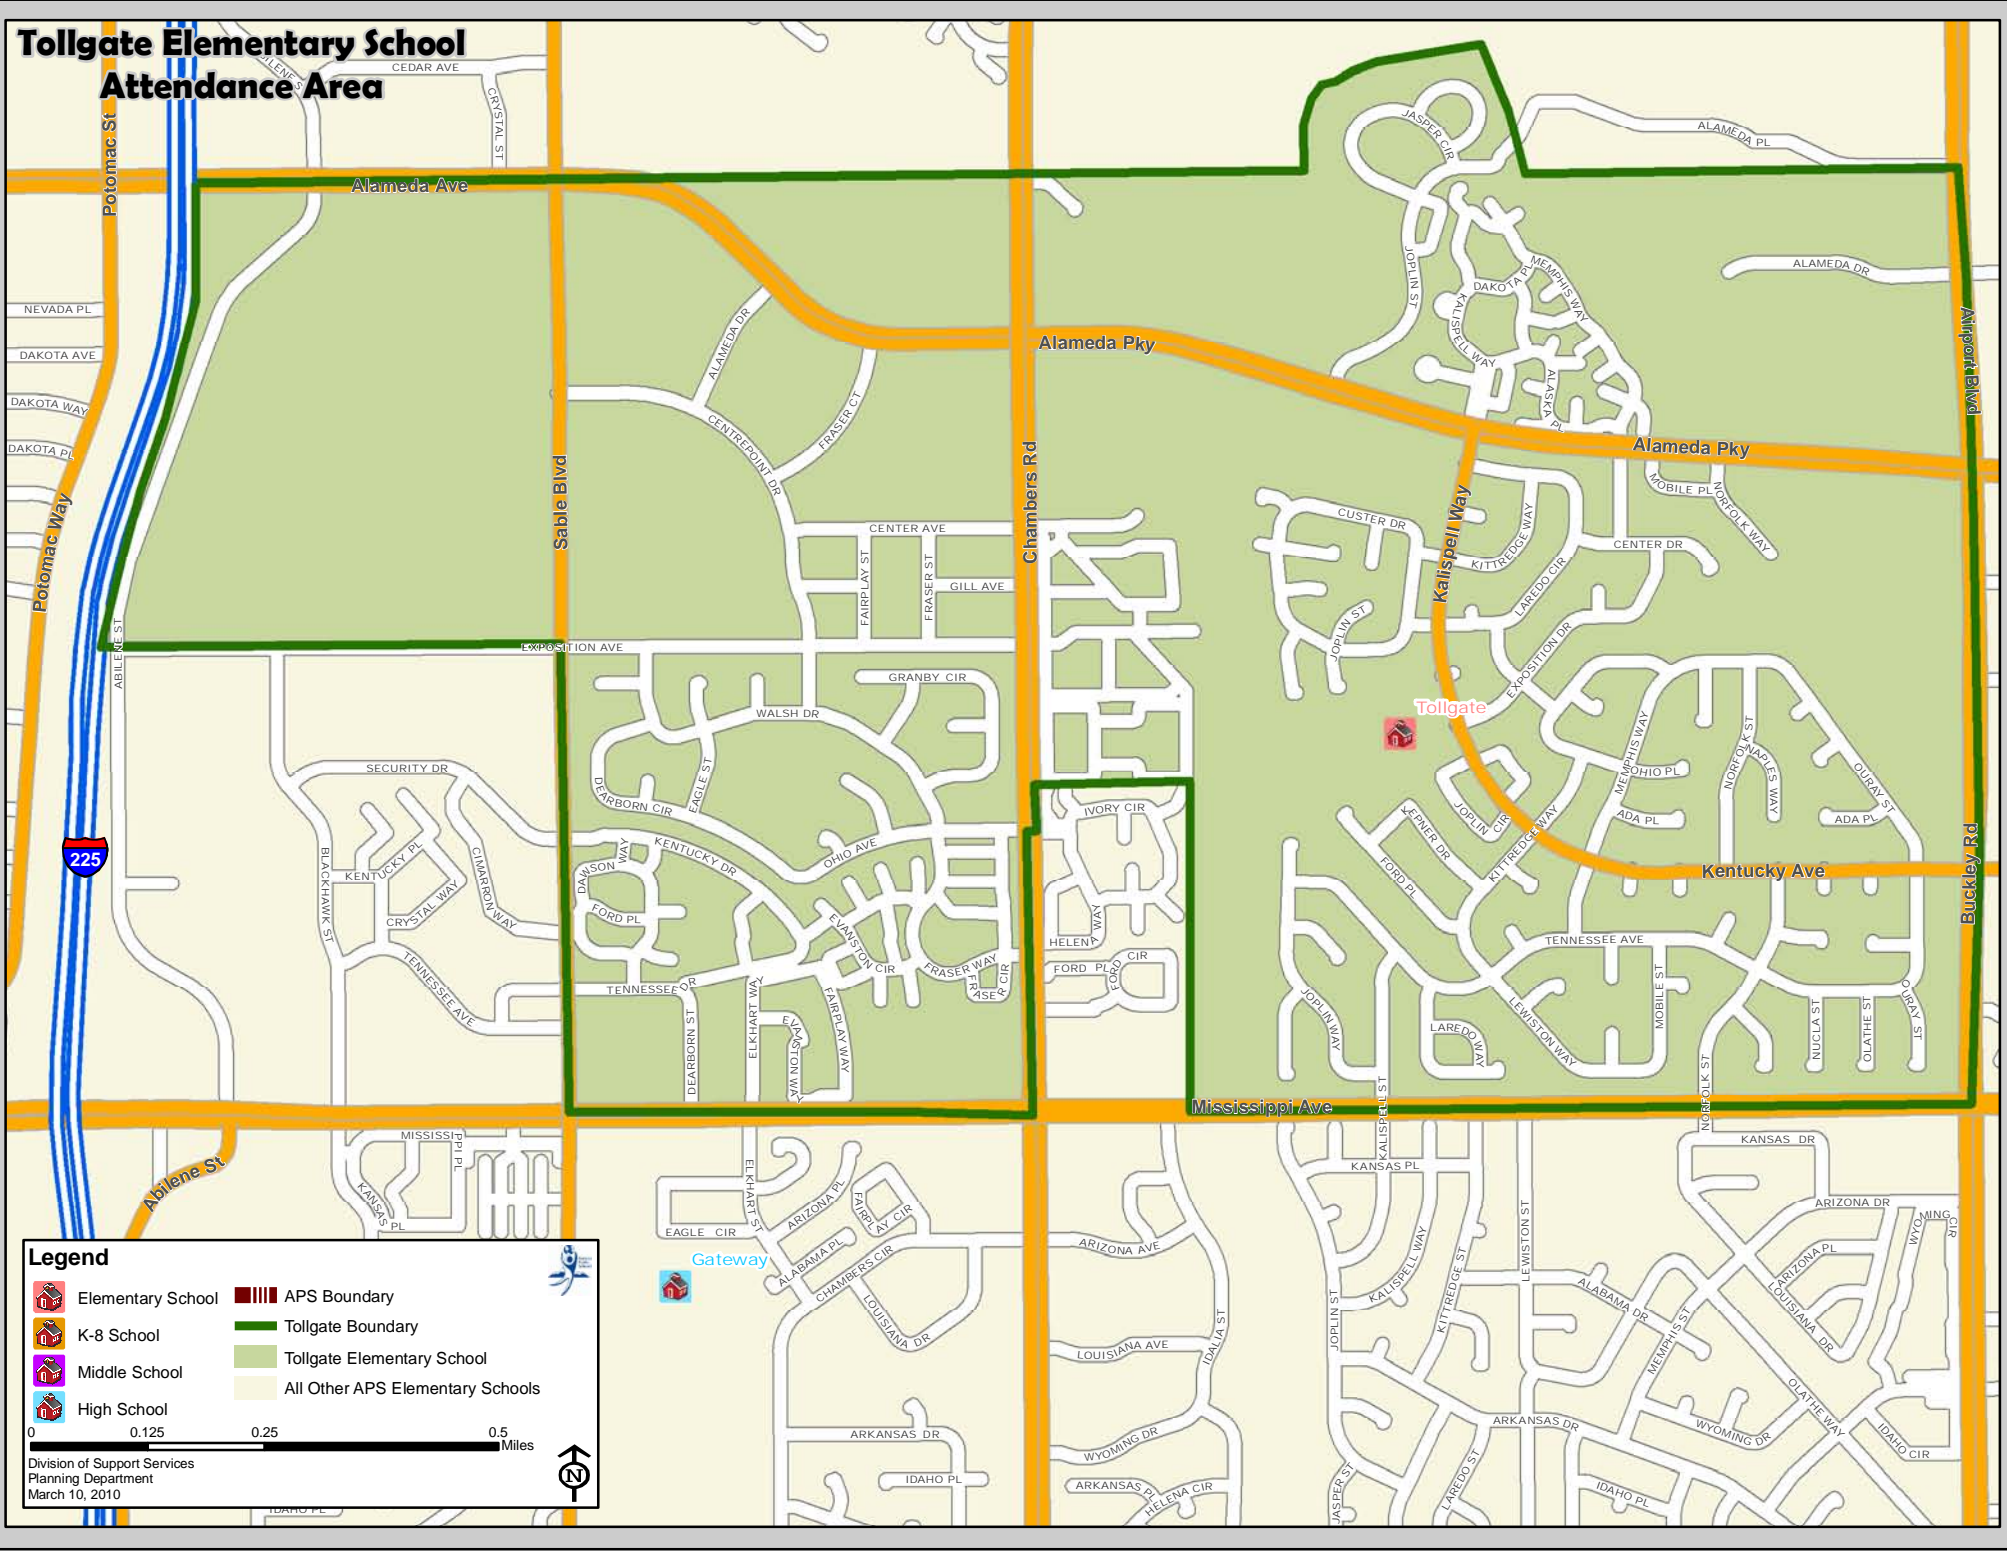 Tollgate Elementary School
Attendance Area
CEDAR AVE
CRYSTAL ST
Potomac St
Alameda Ave
JASPER CIR
ALAMEDA PL
NEVADA PL
DAKOTA AVE
DAKOTA WAY
DAKOTA PL
Potomac Way
ALAMEDA DR
JOPLIN ST
DAKOTA PL
MEMPHIS WAY
KALISPELL WAY
ALASKA PL
ALAMEDA DR
Airport Blvd
Alameda Pky
Alameda Pky
FRASER CT
CENTREPOINT DR
Sable Blvd
Chambers Rd
CENTER AVE
FAIRPLAY ST
FRASER ST
GILL AVE
CUSTER DR
Kalispell Way
KITTREDGE WAY
MOBILE PL
NORFOLK WAY
CENTER DR
LAREDO CIR
JOPLIN ST
EXPOSITION DR
ABILENE ST
EXPOSITION AVE
GRANBY CIR
WALSH DR
Tollgate
SECURITY DR
DEARBORN CIR
EAGLE ST
IVORY CIR
JOPLIN CIR
MEMPHIS WAY
OHIO PL
NORFOLK ST
NAPLES WAY
OURAY ST
ADA PL
ADA PL
KEPNER DR
KITTREDGE WAY
FORD PL
Kentucky Ave
Buckley Rd
225
BLACKHAWK ST
KENTUCKY PL
CIMARRON WAY
CRYSTAL WAY
TENNESSEE AVE
DAWSON WAY
KENTUCKY DR
OHIO AVE
FORD PL
EVANSTON CIR
FRASER WAY
FRASER CIR
HELENA WAY
FORD PL
FORD CIR
TENNESSEE DR
DEARBORN ST
ELKHART WAY
EVANSTON WAY
FAIRPLAY WAY
TENNESSEE AVE
JOPLIN WAY
LAREDO WAY
LEWISTON WAY
MOBILE ST
NUCLA ST
OLATHE ST
OURAY ST
NORFOLK ST
KALISPELL ST
Mississippi Ave
Abilene St
MISSISSIPPI PL
KANSAS PL
ELKHART ST
EAGLE CIR
ARIZONA PL
FAIRPLAY CIR
ALABAMA PL
CHAMBERS CIR
LOUISIANA DR
Gateway
ARIZONA AVE
KANSAS PL
KANSAS DR
ARIZONA DR
WYOMING CIR
ARIZONA PL
LOUISIANA DR
LEWISTON ST
KALISPELL WAY
KITTREDGE ST
JOPLIN ST
ALABAMA DR
MEMPHIS ST
IDALIA ST
LOUISIANA AVE
OLATHE WAY
ARKANSAS DR
WYOMING DR
IDAHO CIR
ARKANSAS DR
IDAHO PL
WYOMING DR
ARKANSAS PL
HELENA CIR
JASPER ST
LAREDO ST
IDAHO PL
Legend
Elementary School
K-8 School
Middle School
High School
APS Boundary
Tollgate Boundary
Tollgate Elementary School
All Other APS Elementary Schools
0 0.125 0.25 0.5
Miles
Division of Support Services
Planning Department
March 10, 2010
N